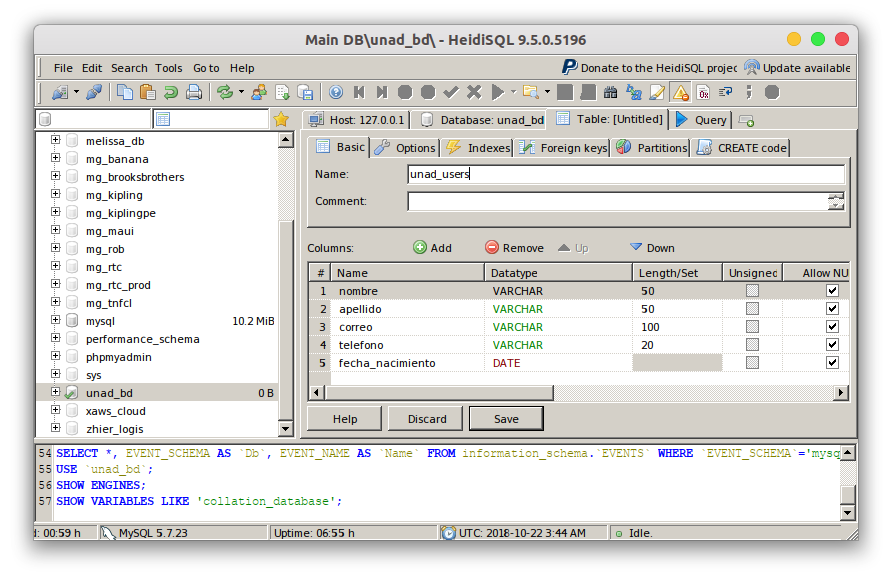 Main DB\unad_bd\ - HeidiSQL 9.5.0.5196
File Edit Search Tools Go to Help
Donate to the HeidiSQL projec
Update available
Host: 127.0.0.1
Database: unad_bd
Table: [Untitled]
Query
melissa_db
mg_banana
mg_brooksbrothers
mg_kipling
mg_kiplingpe
mg_maui
mg_rob
mg_rtc
mg_rtc_prod
mg_tnfcl
mysql 10.2 MiB
performance_schema
phpmyadmin
sys
unad_bd 0 B
xaws_cloud
zhier_logis
Basic Options Indexes Foreign keys Partitions CREATE code
Name: unad_users
Comment:
Columns: Add Remove Up Down
# Name Datatype Length/Set Unsigned Allow NU
1 nombre VARCHAR 50
2 apellido VARCHAR 50
3 correo VARCHAR 100
4 telefono VARCHAR 20
5 fecha_nacimiento DATE
Help Discard Save
54 SELECT *, EVENT_SCHEMA AS `Db`, EVENT_NAME AS `Name` FROM information_schema.`EVENTS` WHERE `EVENT_SCHEMA`='mysq
55 USE `unad_bd`;
56 SHOW ENGINES;
57 SHOW VARIABLES LIKE 'collation_database';
d: 00:59 h
MySQL 5.7.23
Uptime: 06:55 h
UTC: 2018-10-22 3:44 AM
Idle.